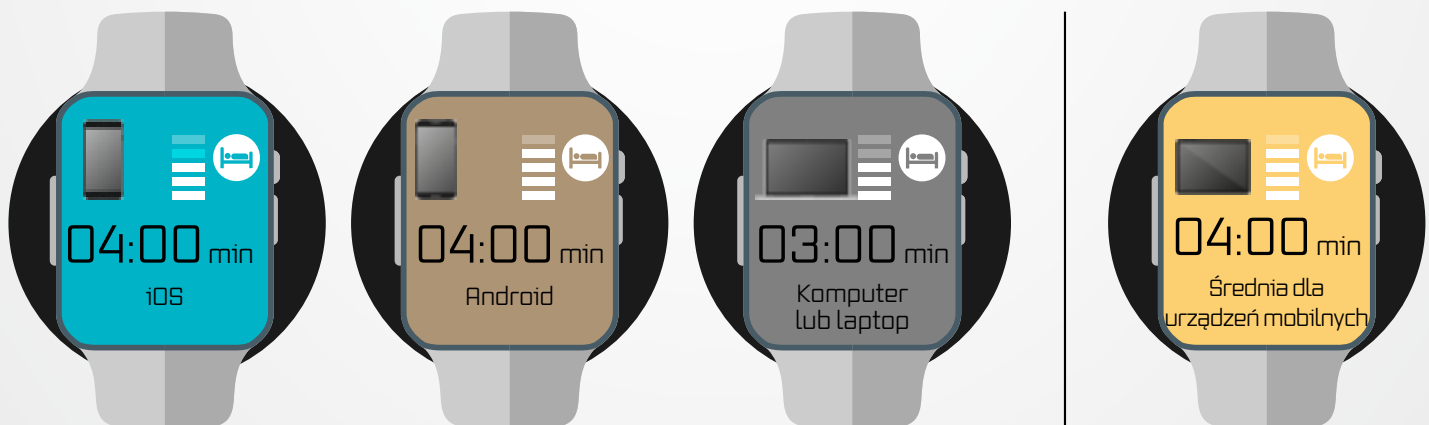 04:00 min
iOS
04:00 min
Android
03:00 min
Komputer
lub laptop
04:00 min
Średnia dla
urządzeń mobilnych